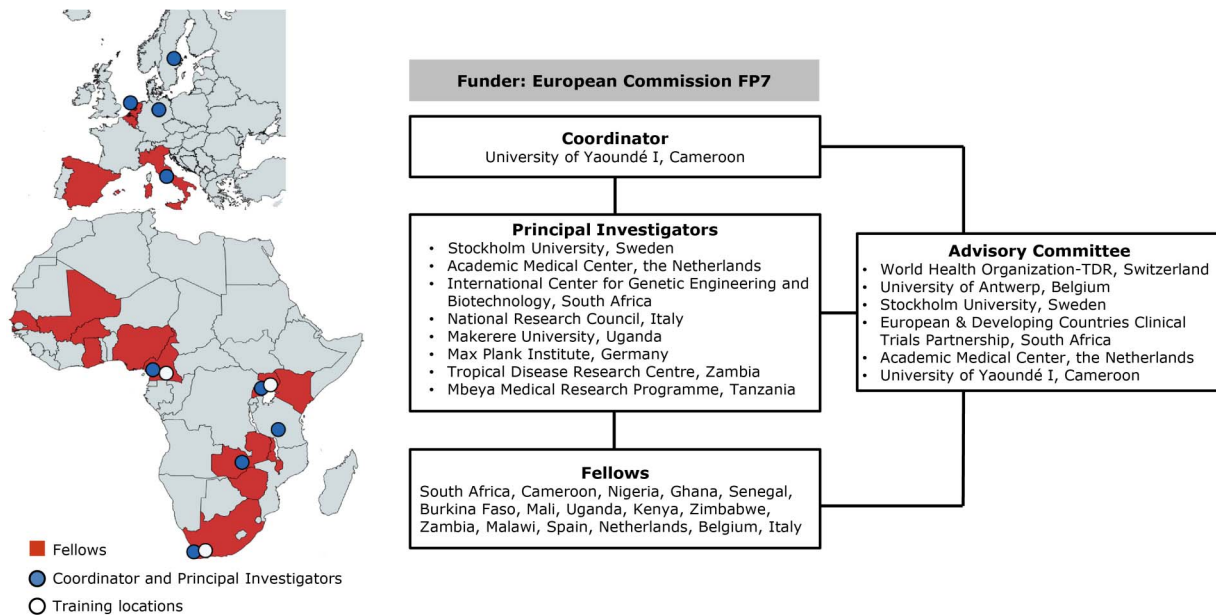 Funder: European Commission FP7
Coordinator
University of Yaoundé I, Cameroon
Principal Investigators
• Stockholm University, Sweden
• Academic Medical Center, the Netherlands
• International Center for Genetic Engineering and
Biotechnology, South Africa
• National Research Council, Italy
• Makerere University, Uganda
• Max Plank Institute, Germany
• Tropical Disease Research Centre, Zambia
• Mbeya Medical Research Programme, Tanzania
Advisory Committee
• World Health Organization-TDR, Switzerland
• University of Antwerp, Belgium
• Stockholm University, Sweden
• European & Developing Countries Clinical
Trials Partnership, South Africa
• Academic Medical Center, the Netherlands
• University of Yaoundé I, Cameroon
Fellows
South Africa, Cameroon, Nigeria, Ghana, Senegal,
Burkina Faso, Mali, Uganda, Kenya, Zimbabwe,
Zambia, Malawi, Spain, Netherlands, Belgium, Italy
Fellows
Coordinator and Principal Investigators
Training locations